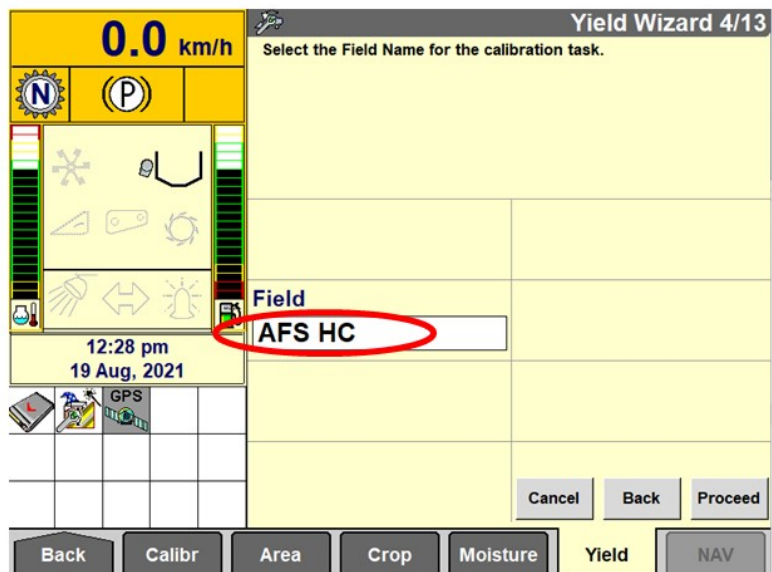 0.0 km/h
Yield Wizard 4/13
Select the Field Name for the calibration task.
N
(P)
Field
AFS HC
12:28 pm
19 Aug, 2021
L
GPS
Cancel
Back
Proceed
Back
Calibr
Area
Crop
Moisture
Yield
NAV